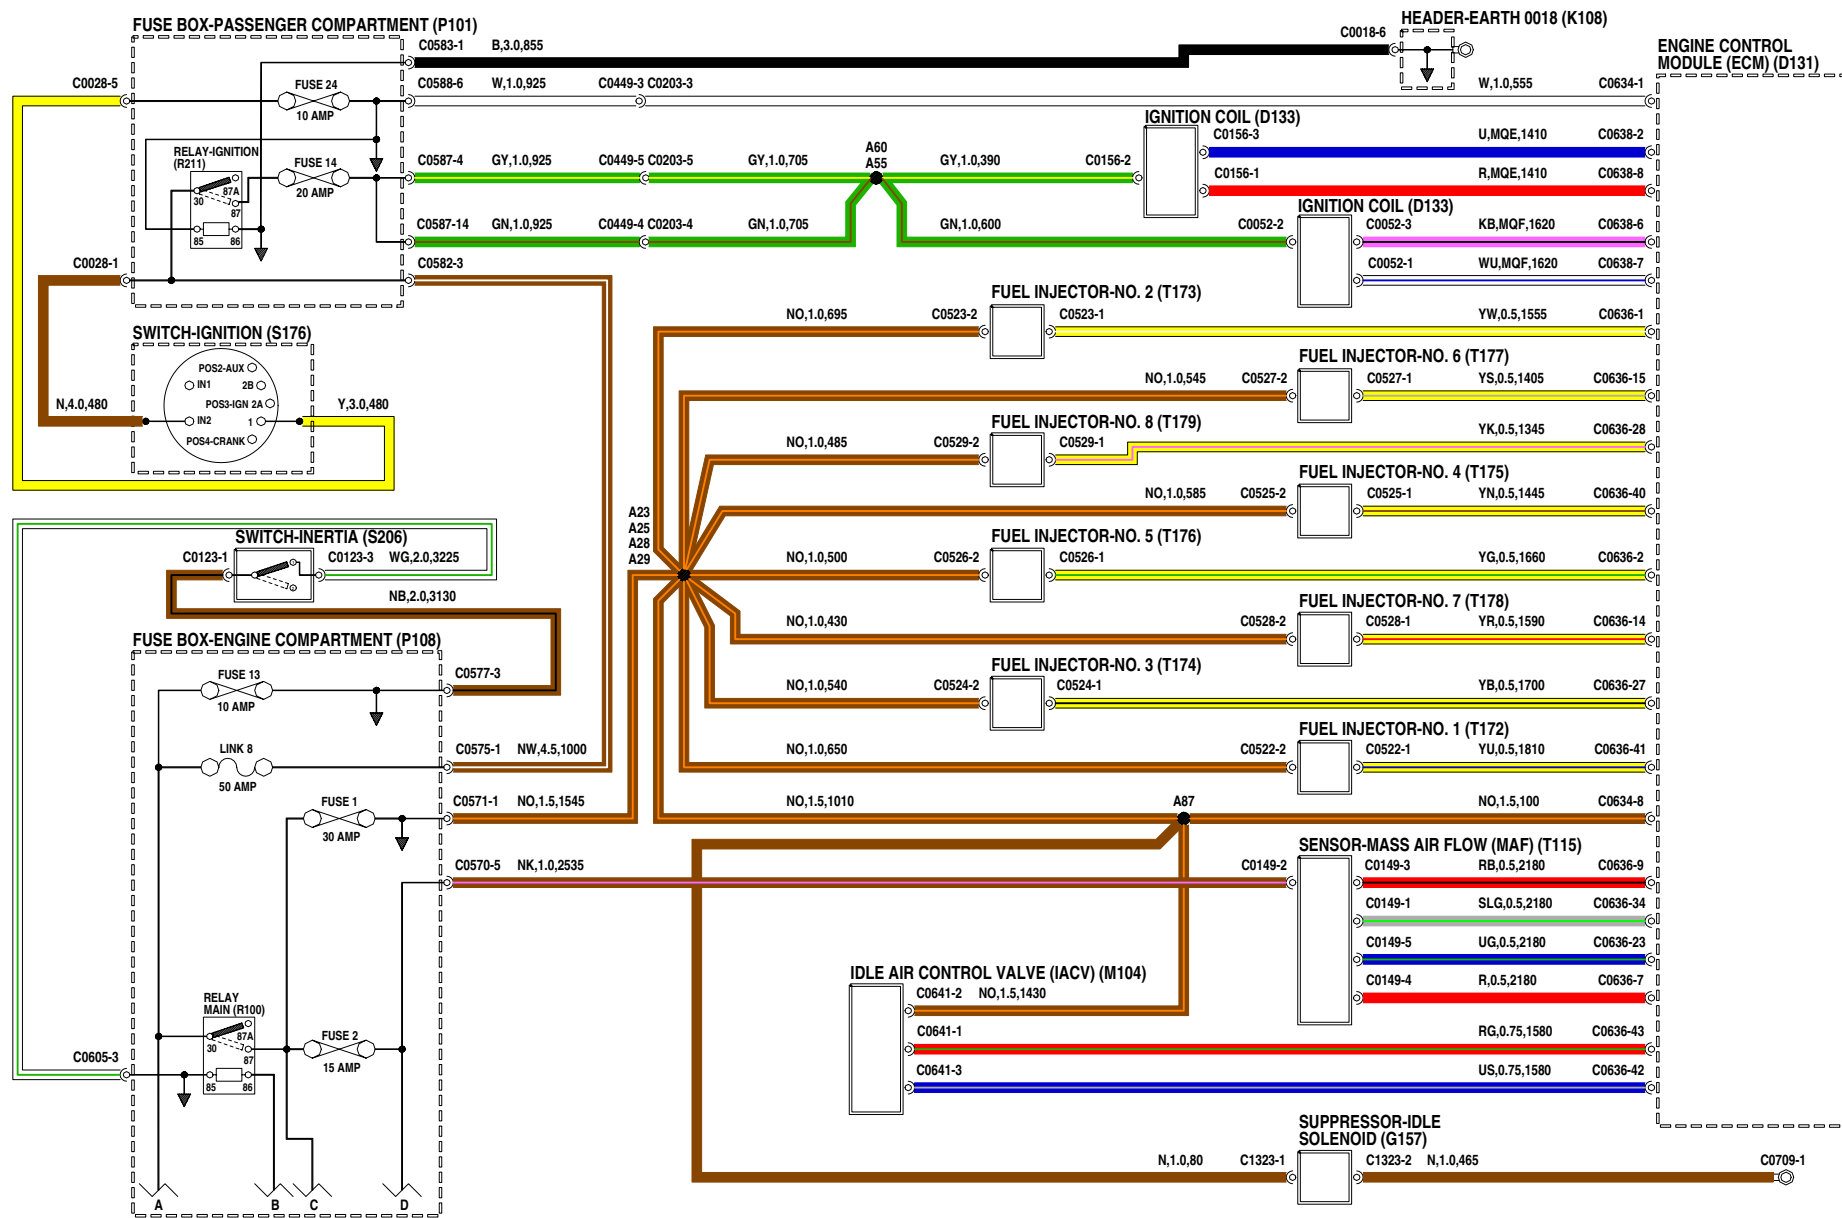 FUSE BOX-PASSENGER COMPARTMENT (P101)
C0583-1 B,3.0,855
C0018-6
HEADER-EARTH 0018 (K108)
ENGINE CONTROL
MODULE (ECM) (D131)
C0028-5
FUSE 24
10 AMP
C0588-6 W,1.0,925 C0449-3 C0203-3
W,1.0,555 C0634-1
IGNITION COIL (D133)
C0156-3 U,MQE,1410 C0638-2
RELAY-IGNITION
(R211)
FUSE 14
20 AMP
87A
30
87
85 86
C0587-4 GY,1.0,925 C0449-5 C0203-5 GY,1.0,705
A60
A55
GY,1.0,390 C0156-2
C0156-1 R,MQE,1410 C0638-8
IGNITION COIL (D133)
C0587-14 GN,1.0,925 C0449-4 C0203-4 GN,1.0,705 GN,1.0,600 C0052-2
C0052-3 KB,MQF,1620 C0638-6
C0028-1
C0582-3
C0052-1 WU,MQF,1620 C0638-7
SWITCH-IGNITION (S176)
POS2-AUX
IN1 2B
POS3-IGN 2A
IN2 1
POS4-CRANK
N,4.0,480
Y,3.0,480
FUEL INJECTOR-NO. 2 (T173)
NO,1.0,695 C0523-2 C0523-1 YW,0.5,1555 C0636-1
FUEL INJECTOR-NO. 6 (T177)
NO,1.0,545 C0527-2 C0527-1 YS,0.5,1405 C0636-15
FUEL INJECTOR-NO. 8 (T179)
NO,1.0,485 C0529-2 C0529-1 YK,0.5,1345 C0636-28
FUEL INJECTOR-NO. 4 (T175)
NO,1.0,585 C0525-2 C0525-1 YN,0.5,1445 C0636-40
A23
A25
A28
A29
FUEL INJECTOR-NO. 5 (T176)
NO,1.0,500 C0526-2 C0526-1 YG,0.5,1660 C0636-2
SWITCH-INERTIA (S206)
C0123-1 C0123-3 WG,2.0,3225
NB,2.0,3130
FUEL INJECTOR-NO. 7 (T178)
NO,1.0,430 C0528-2 C0528-1 YR,0.5,1590 C0636-14
FUSE BOX-ENGINE COMPARTMENT (P108)
FUSE 13
10 AMP
C0577-3
FUEL INJECTOR-NO. 3 (T174)
NO,1.0,540 C0524-2 C0524-1 YB,0.5,1700 C0636-27
LINK 8
50 AMP
C0575-1 NW,4.5,1000
FUEL INJECTOR-NO. 1 (T172)
NO,1.0,650 C0522-2 C0522-1 YU,0.5,1810 C0636-41
FUSE 1
30 AMP
C0571-1 NO,1.5,1545
NO,1.5,1010 A87 NO,1.5,100 C0634-8
SENSOR-MASS AIR FLOW (MAF) (T115)
C0570-5 NK,1.0,2535 C0149-2
C0149-3 RB,0.5,2180 C0636-9
C0149-1 SLG,0.5,2180 C0636-34
C0149-5 UG,0.5,2180 C0636-23
C0149-4 R,0.5,2180 C0636-7
IDLE AIR CONTROL VALVE (IACV) (M104)
C0641-2 NO,1.5,1430
C0641-1 RG,0.75,1580 C0636-43
C0641-3 US,0.75,1580 C0636-42
RELAY
MAIN (R100)
87A
30
87
85 86
FUSE 2
15 AMP
C0605-3
SUPPRESSOR-IDLE
SOLENOID (G157)
N,1.0,80 C1323-1 C1323-2 N,1.0,465 C0709-1
A B C D